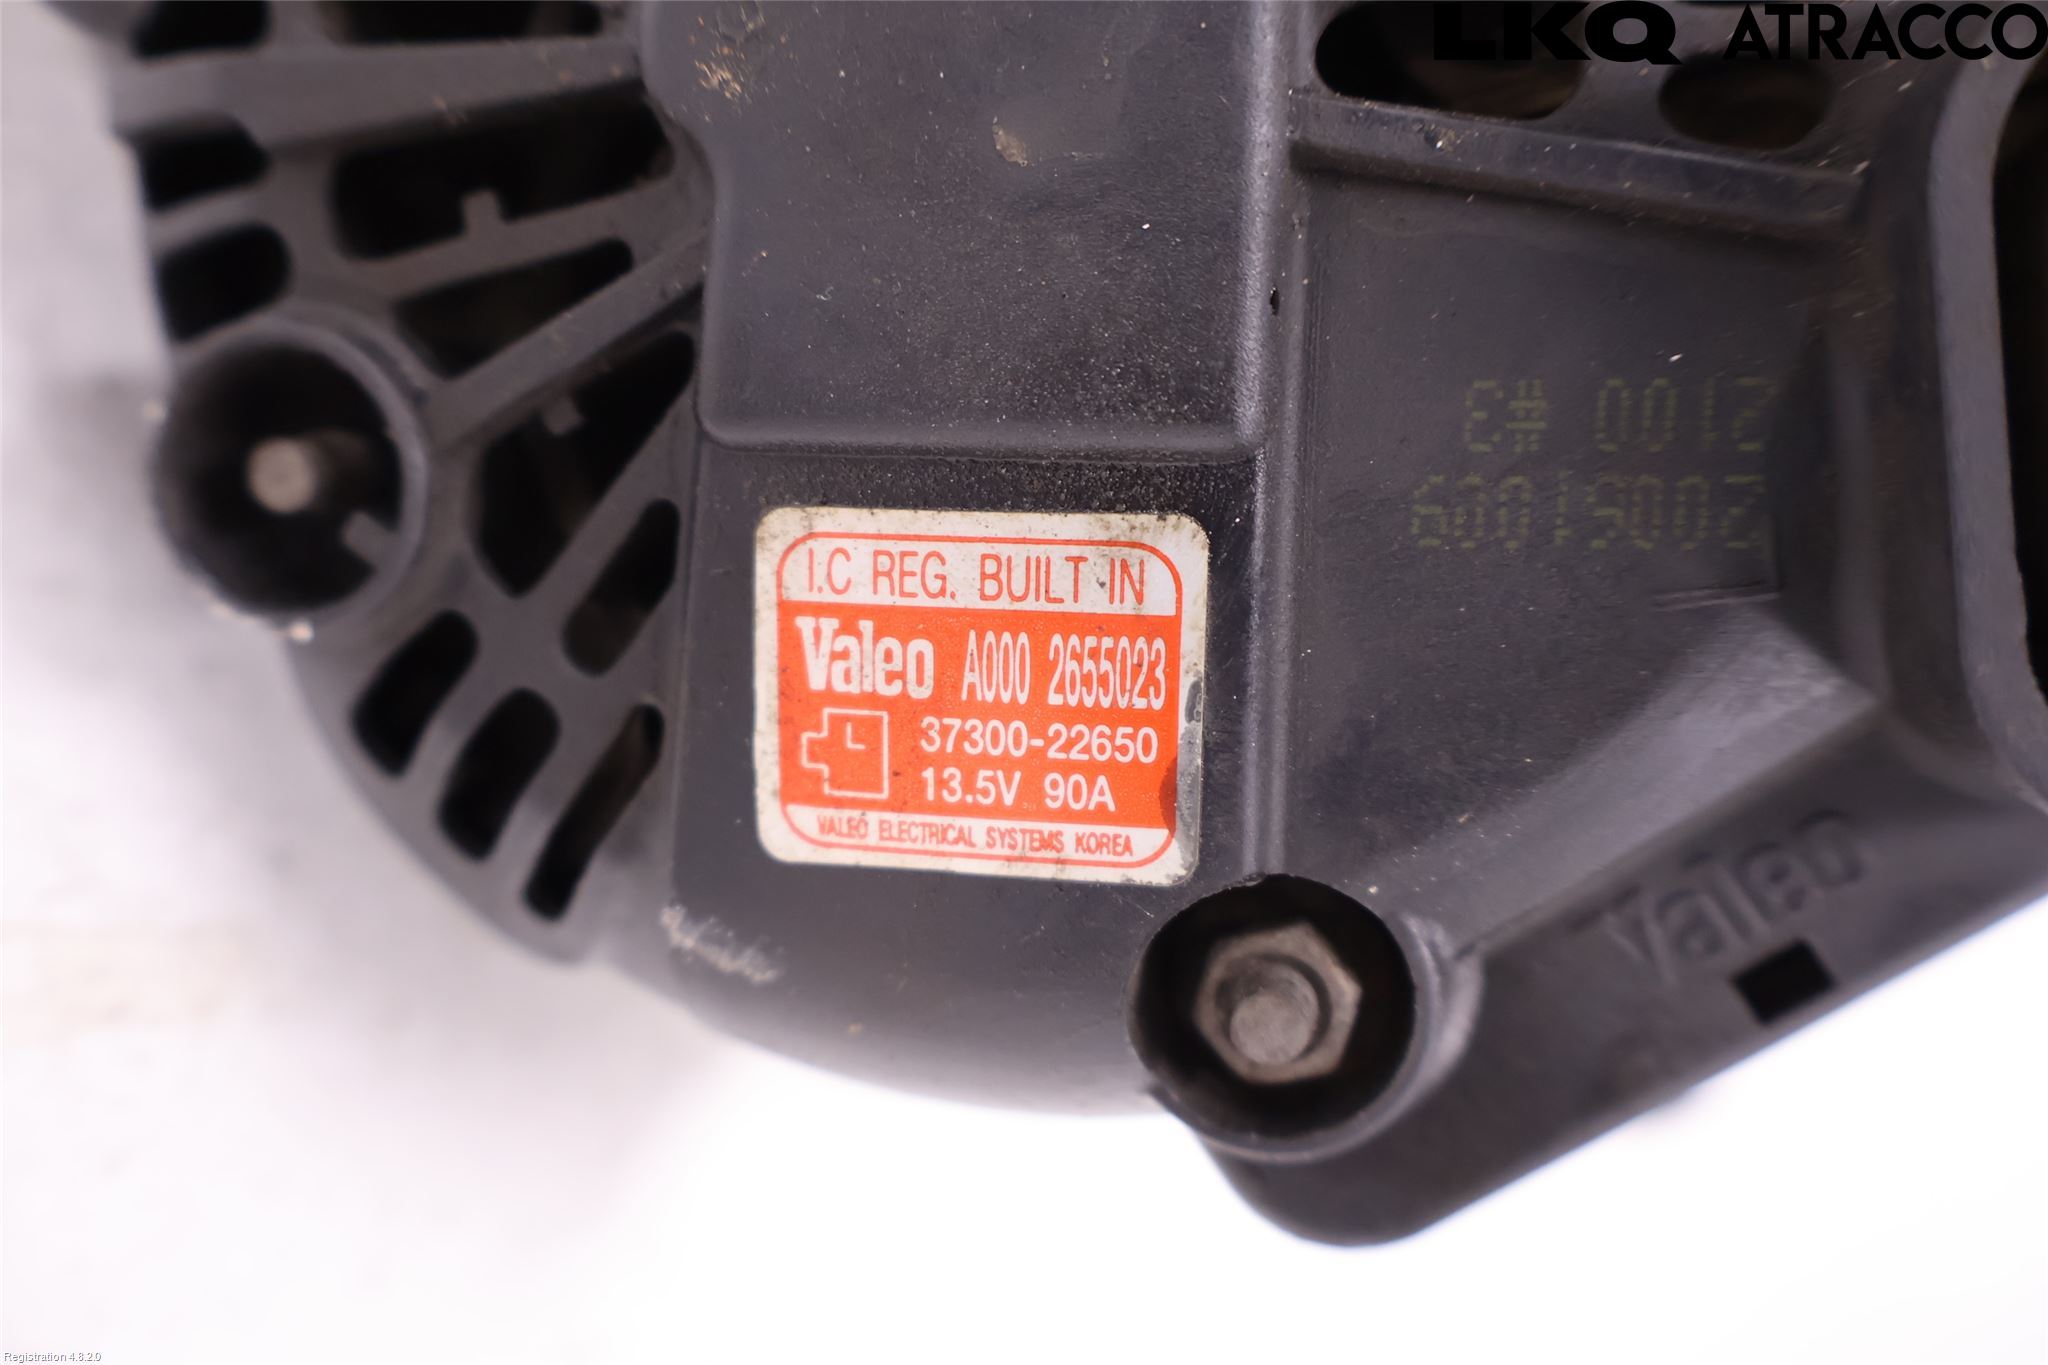 LKQ ATRACCO
I.C REG. BUILT IN
Valeo A000 2655023
37300-22650
13.5V 90A
VALEO ELECTRICAL SYSTEMS KOREA
Valeo
Registration 4.8.2.0